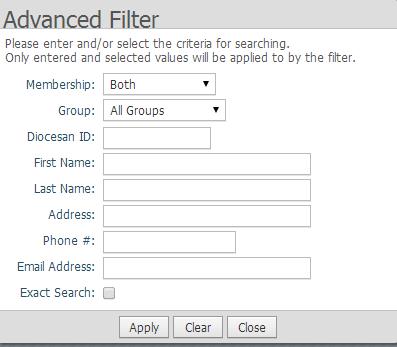 Advanced Filter
Please enter and/or select the criteria for searching.
Only entered and selected values will be applied to by the filter.
Membership: Both
Group: All Groups
Diocesan ID:
First Name:
Last Name:
Address:
Phone #:
Email Address:
Exact Search:
Apply Clear Close